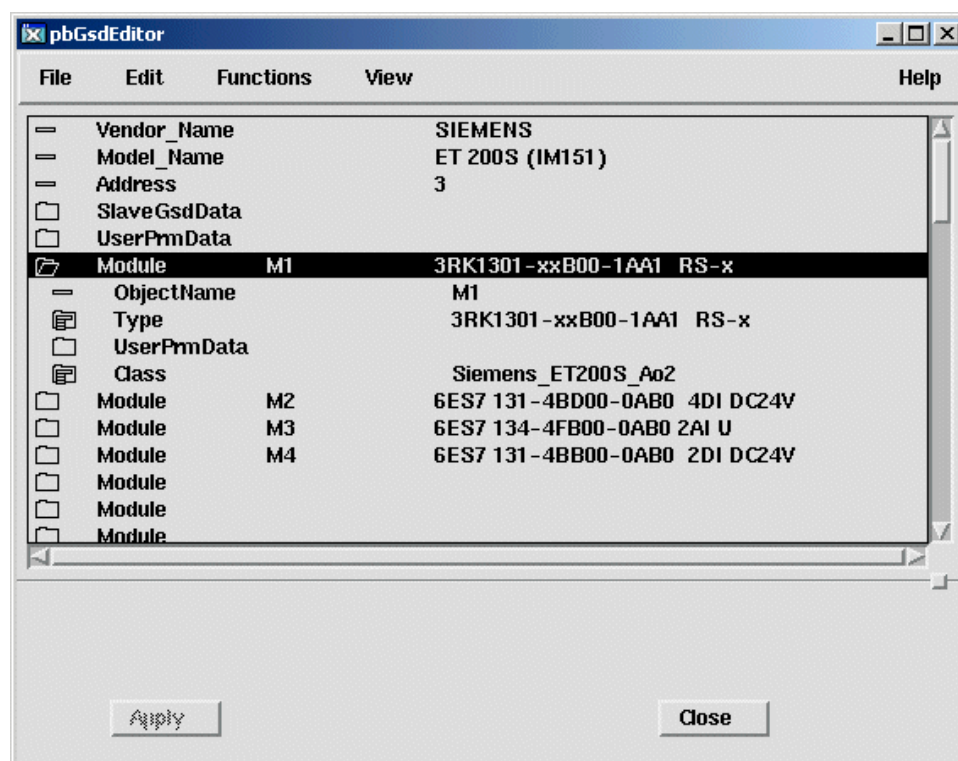 pbGsdEditor
File Edit Functions View Help
Vendor_Name SIEMENS
Model_Name ET 200S (IM151)
Address 3
SlaveGsdData
UserPrmData
Module M1 3RK1301-xxB00-1AA1 RS-x
ObjectName M1
Type 3RK1301-xxB00-1AA1 RS-x
UserPrmData
Class Siemens_ET200S_Ao2
Module M2 6ES7 131-4BD00-0AB0 4DI DC24V
Module M3 6ES7 134-4FB00-0AB0 2AI U
Module M4 6ES7 131-4BB00-0AB0 2DI DC24V
Module
Module
Module
Apply Close